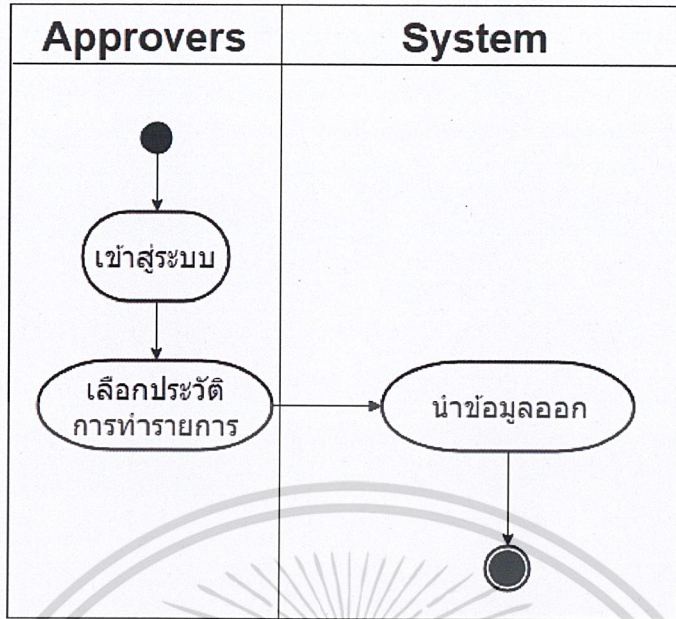 Approvers
System
เข้าสู่ระบบ
เลือกประวัติ
การทำรายการ
นำข้อมูลออก